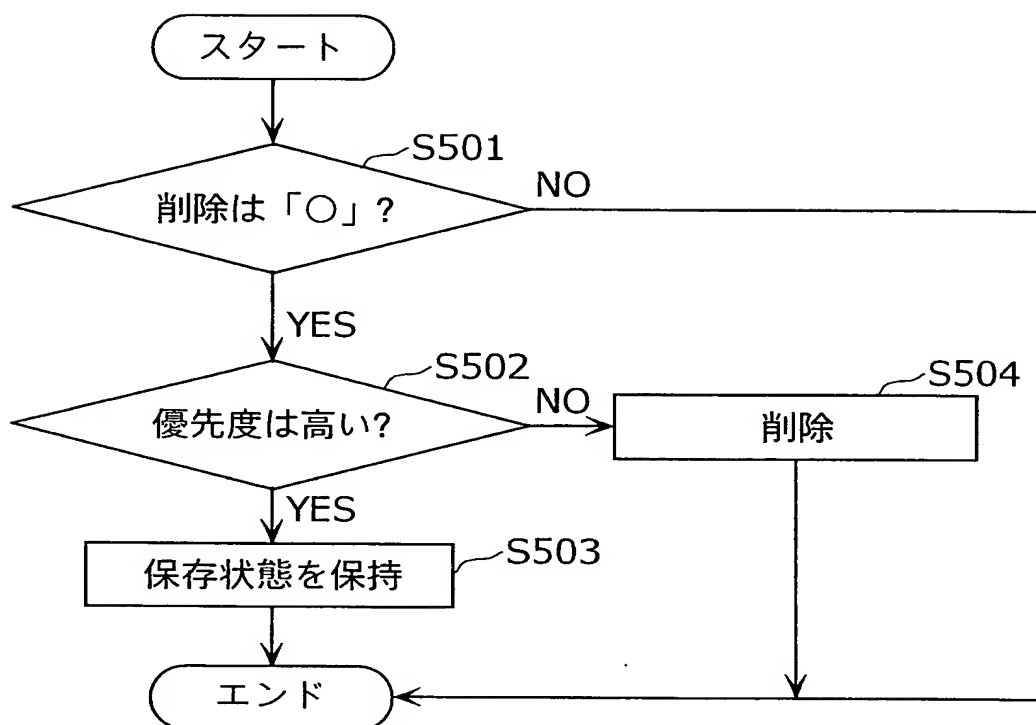 スタート
S501
削除は「〇」?
NO
YES
S502
優先度は高い?
NO
S504
削除
YES
S503
保存状態を保持
エンド